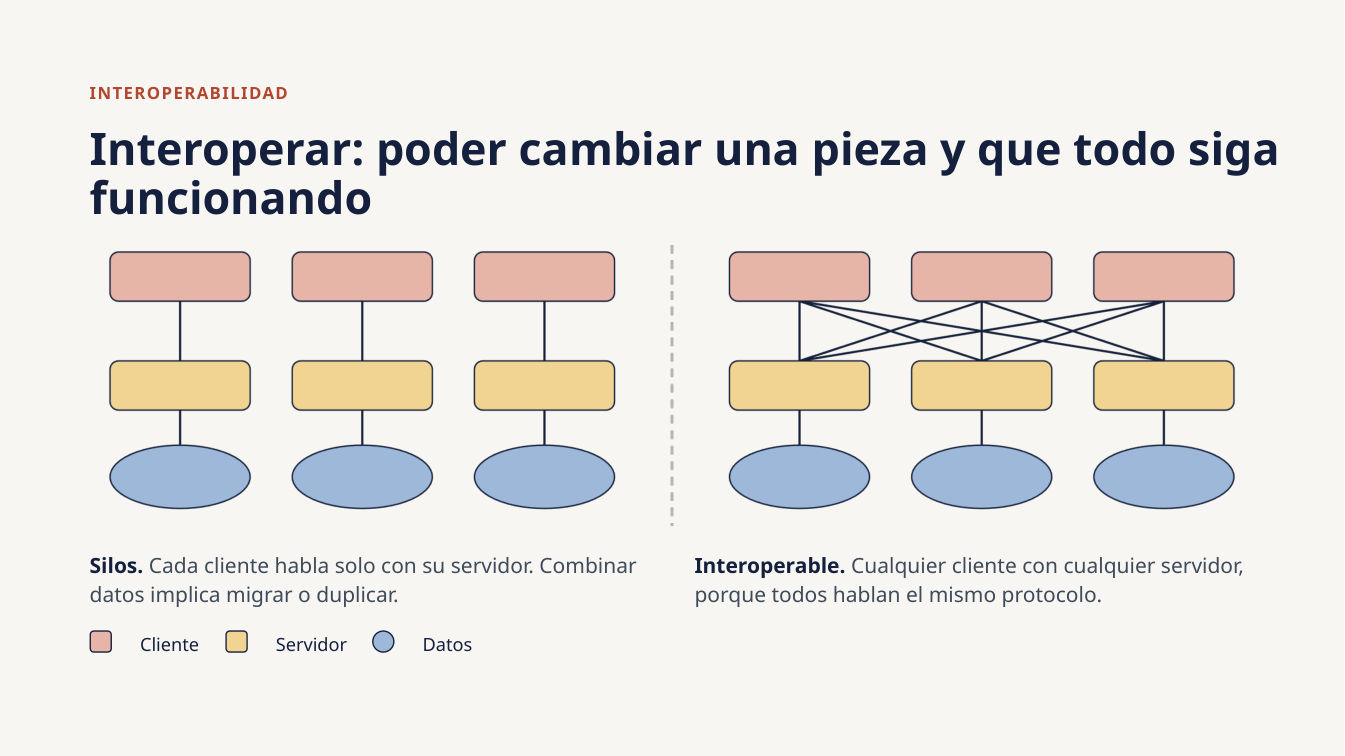 INTEROPERABILIDAD
Interoperar: poder cambiar una pieza y que todo siga
funcionando
Silos. Cada cliente habla solo con su servidor. Combinar
datos implica migrar o duplicar.
Interoperable. Cualquier cliente con cualquier servidor,
porque todos hablan el mismo protocolo.
Cliente
Servidor
Datos